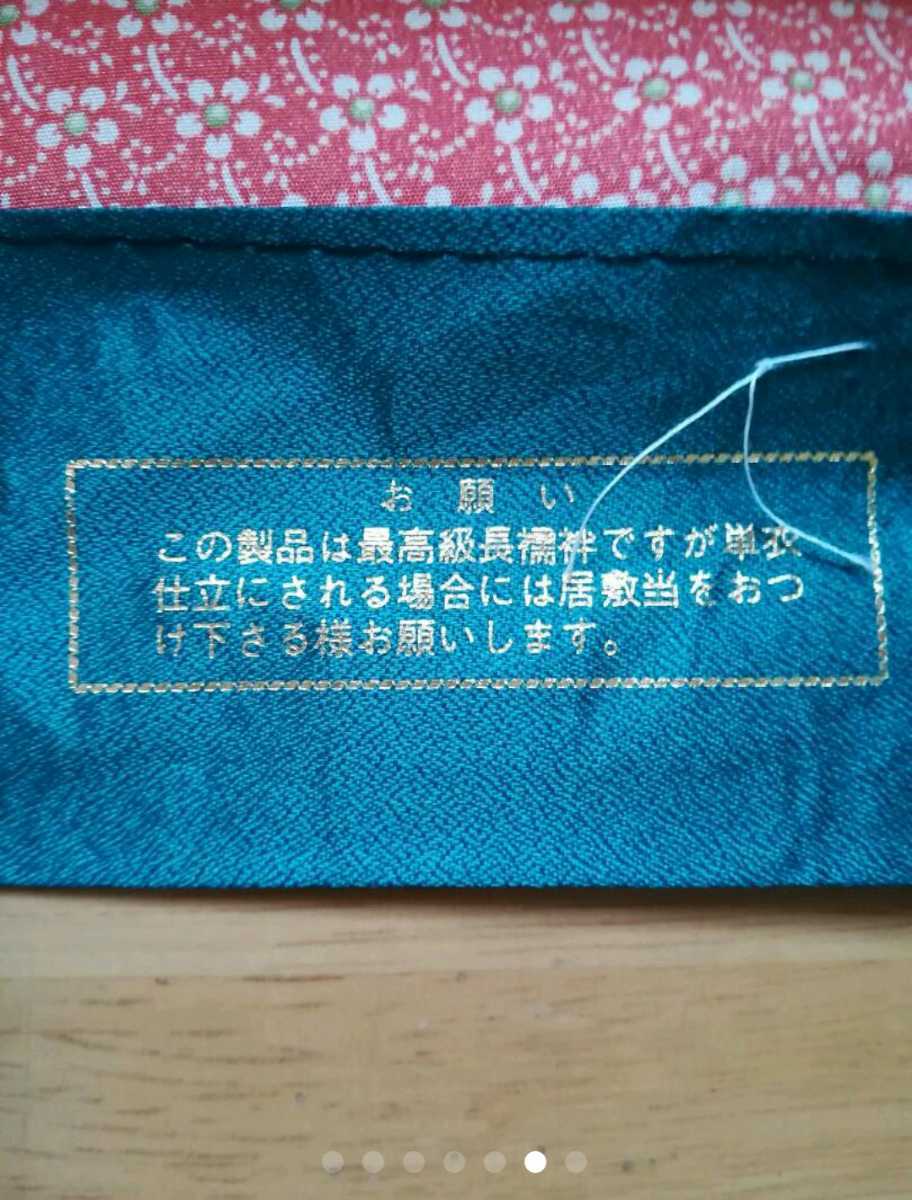 お願い
この製品は最高級長襦袢ですが単衣
仕立にされる場合には居敷当をおつ
け下さる様お願いします。